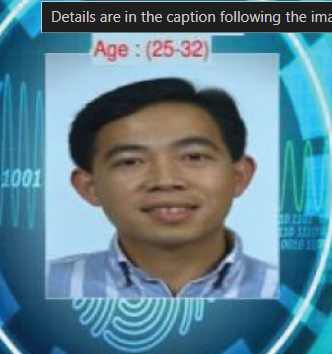 Details are in the caption following the ima
Age : (25-32)
1001